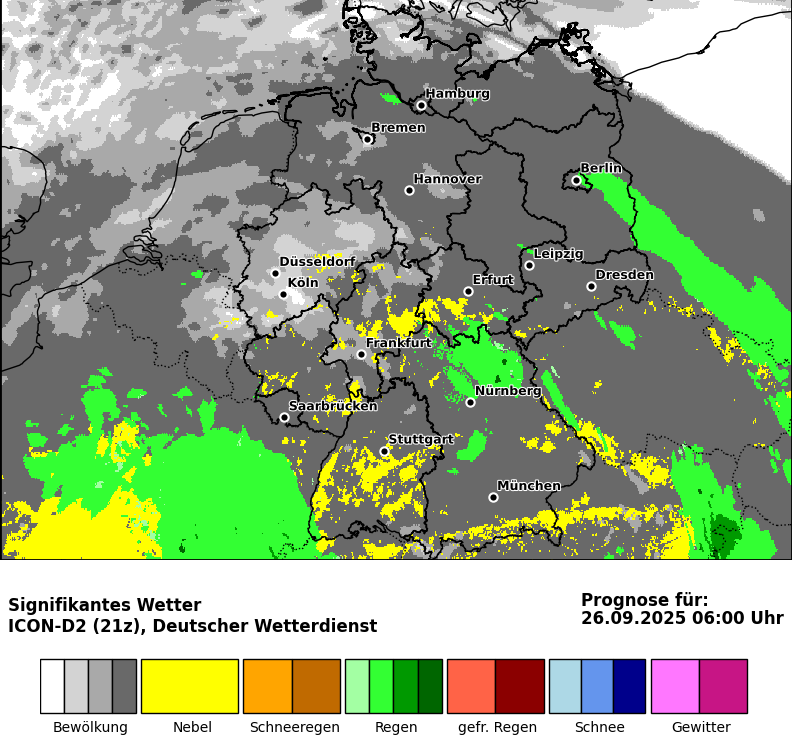 Hamburg
Bremen
Berlin
Hannover
Leipzig
Düsseldorf
Dresden
Erfurt
Köln
Frankfurt
Nürnberg
Saarbrücken
Stuttgart
München
Signifikantes Wetter
ICON-D2 (21z), Deutscher Wetterdienst
Prognose für:
26.09.2025 06:00 Uhr
Bewölkung Nebel Schneeregen Regen gefr. Regen Schnee Gewitter